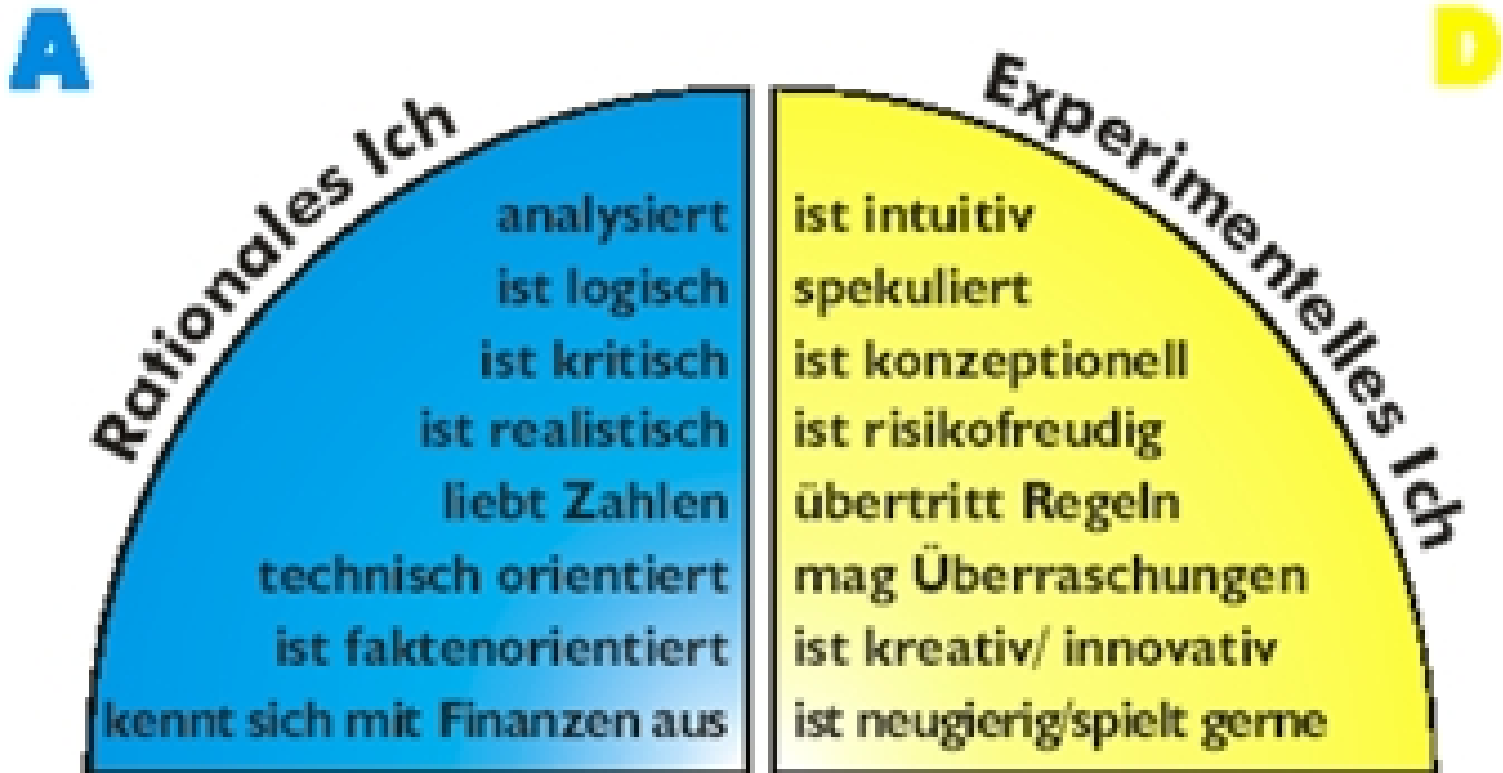 A
Rationales Ich
analysiert
ist logisch
ist kritisch
ist realistisch
liebt Zahlen
technisch orientiert
ist faktenorientiert
kennt sich mit Finanzen aus
D
Experimentelles Ich
ist intuitiv
spekuliert
ist konzeptionell
ist risikofreudig
übertritt Regeln
mag Überraschungen
ist kreativ/ innovativ
ist neugierig/spielt gerne